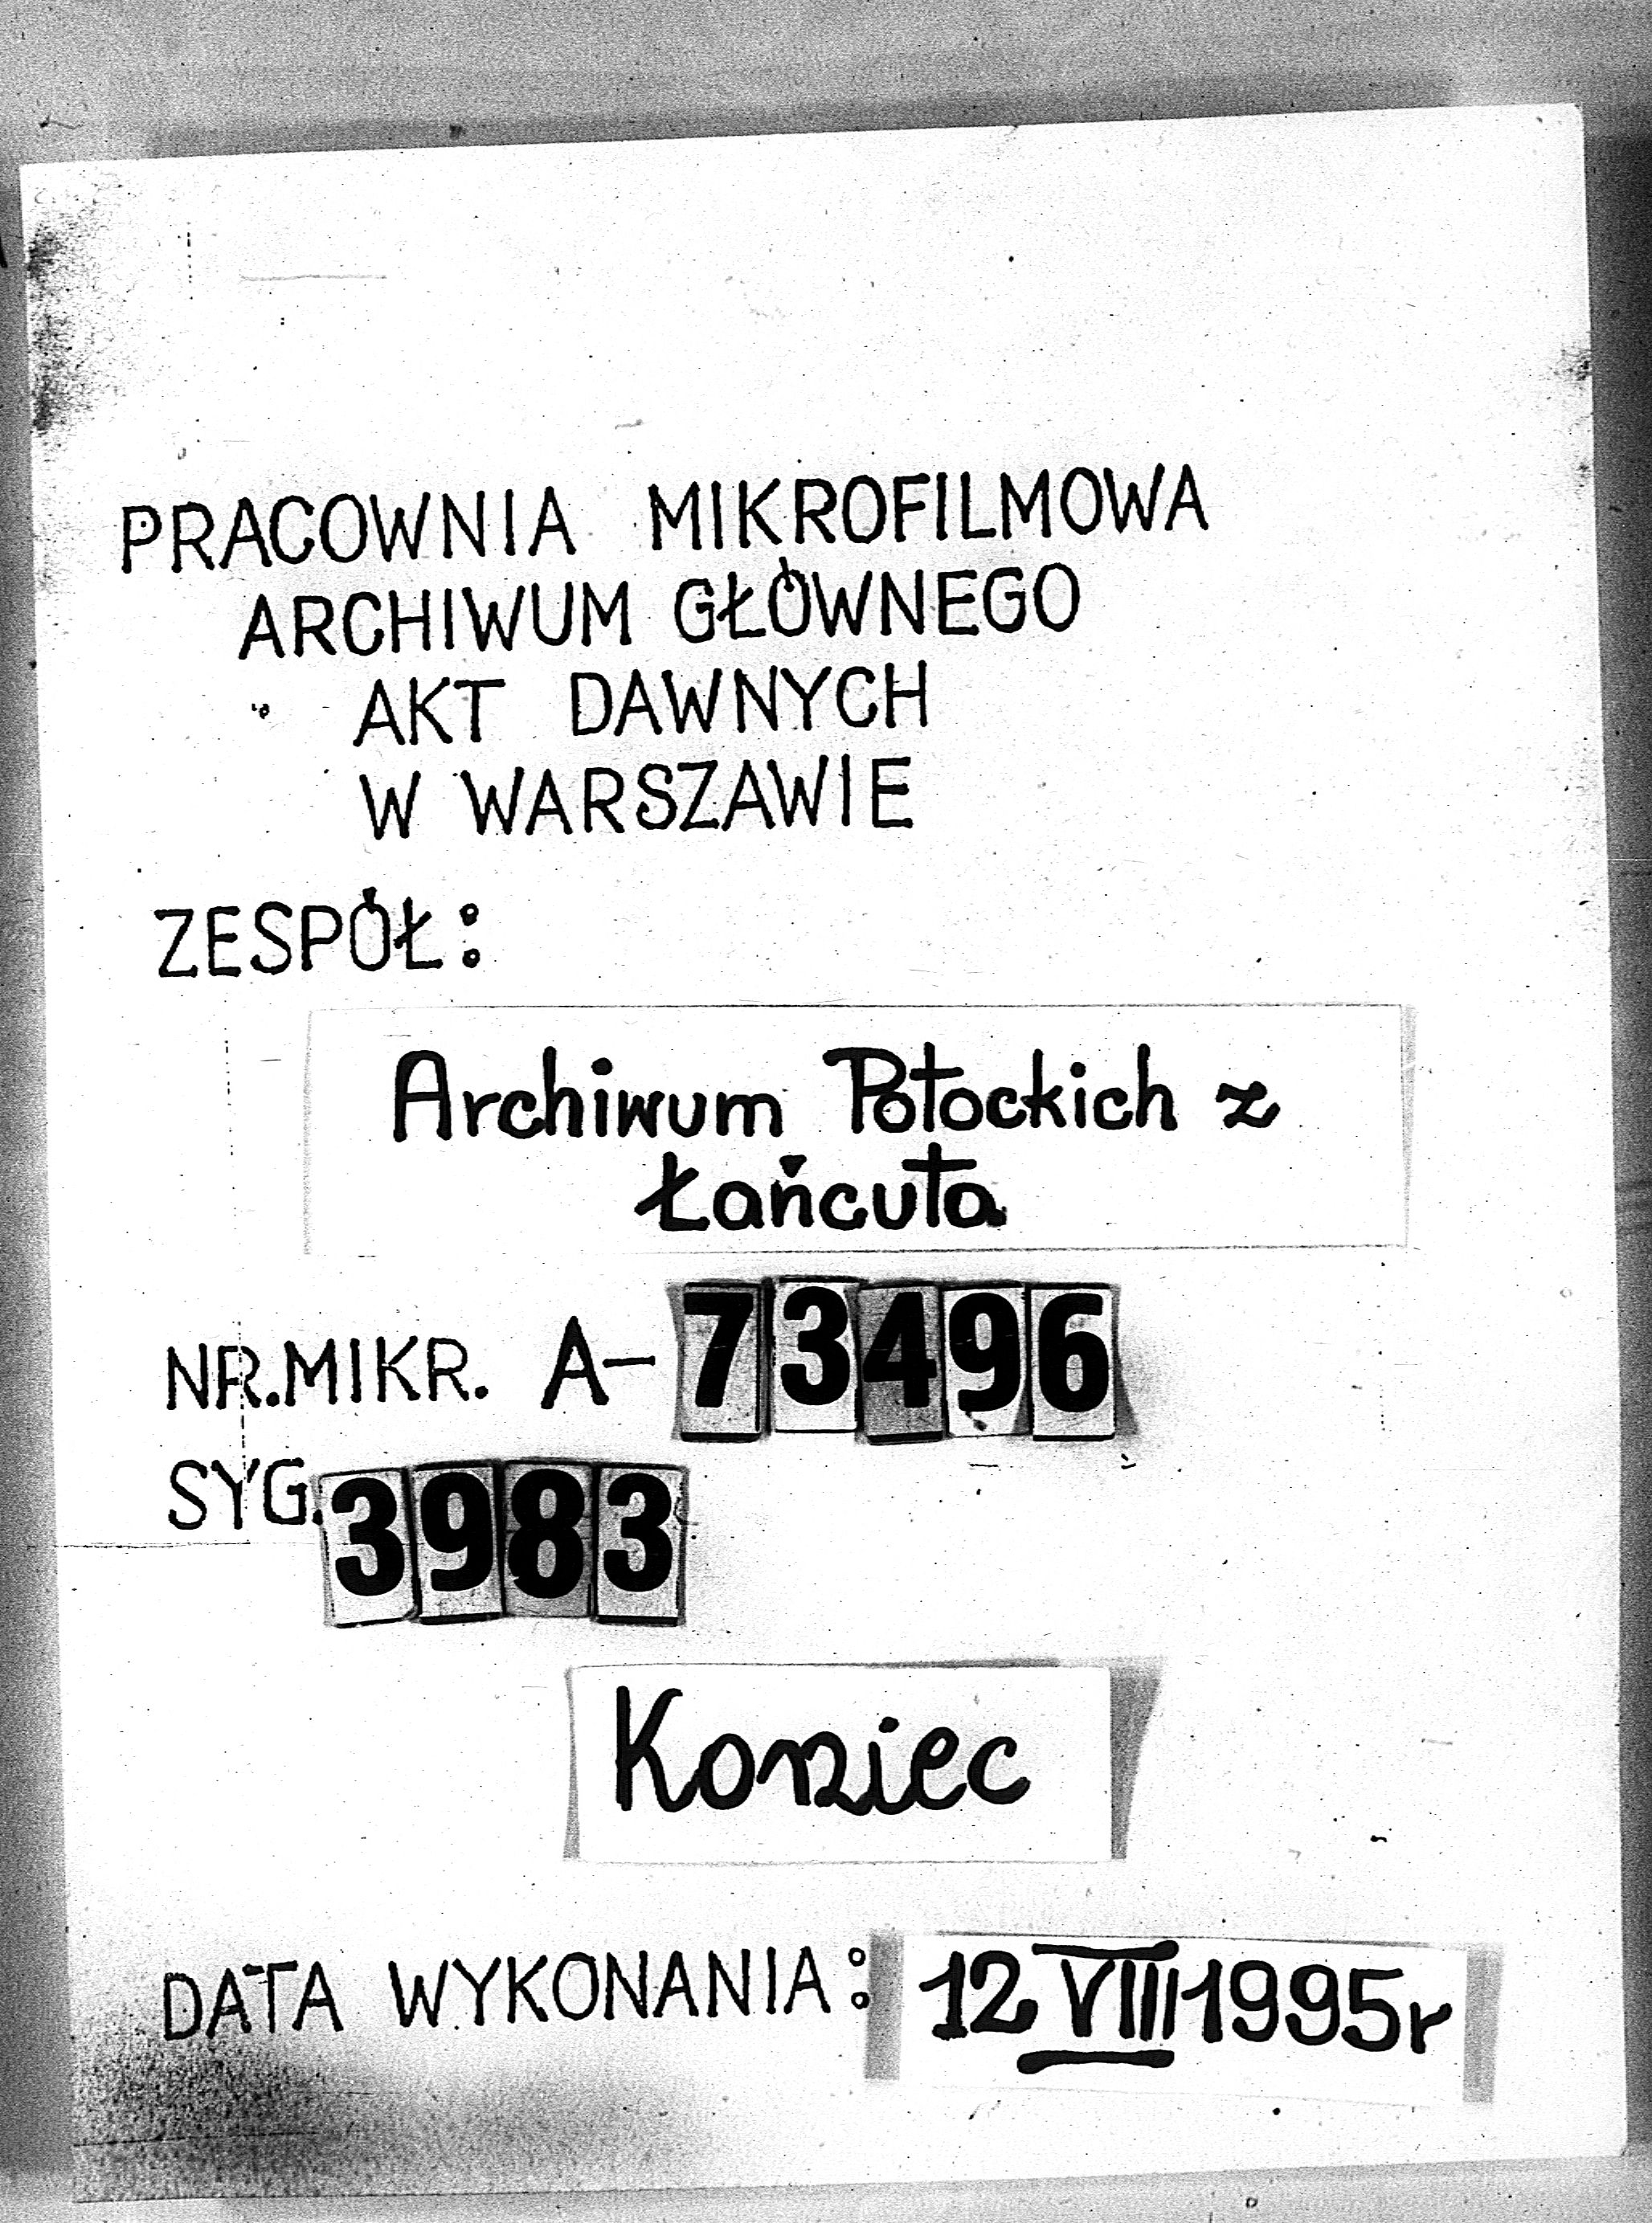 PRACOWNIA MIKROFILMOWA
ARCHIWUM GŁÓWNEGO
AKT DAWNYCH
W WARSZAWIE
ZESPÓŁ:
Archiwum Potockich z
Łańcuta
NR.MIKR. A-73496
SYG.3983
Koniec
DATA WYKONANIA: 12 VIII 1995r